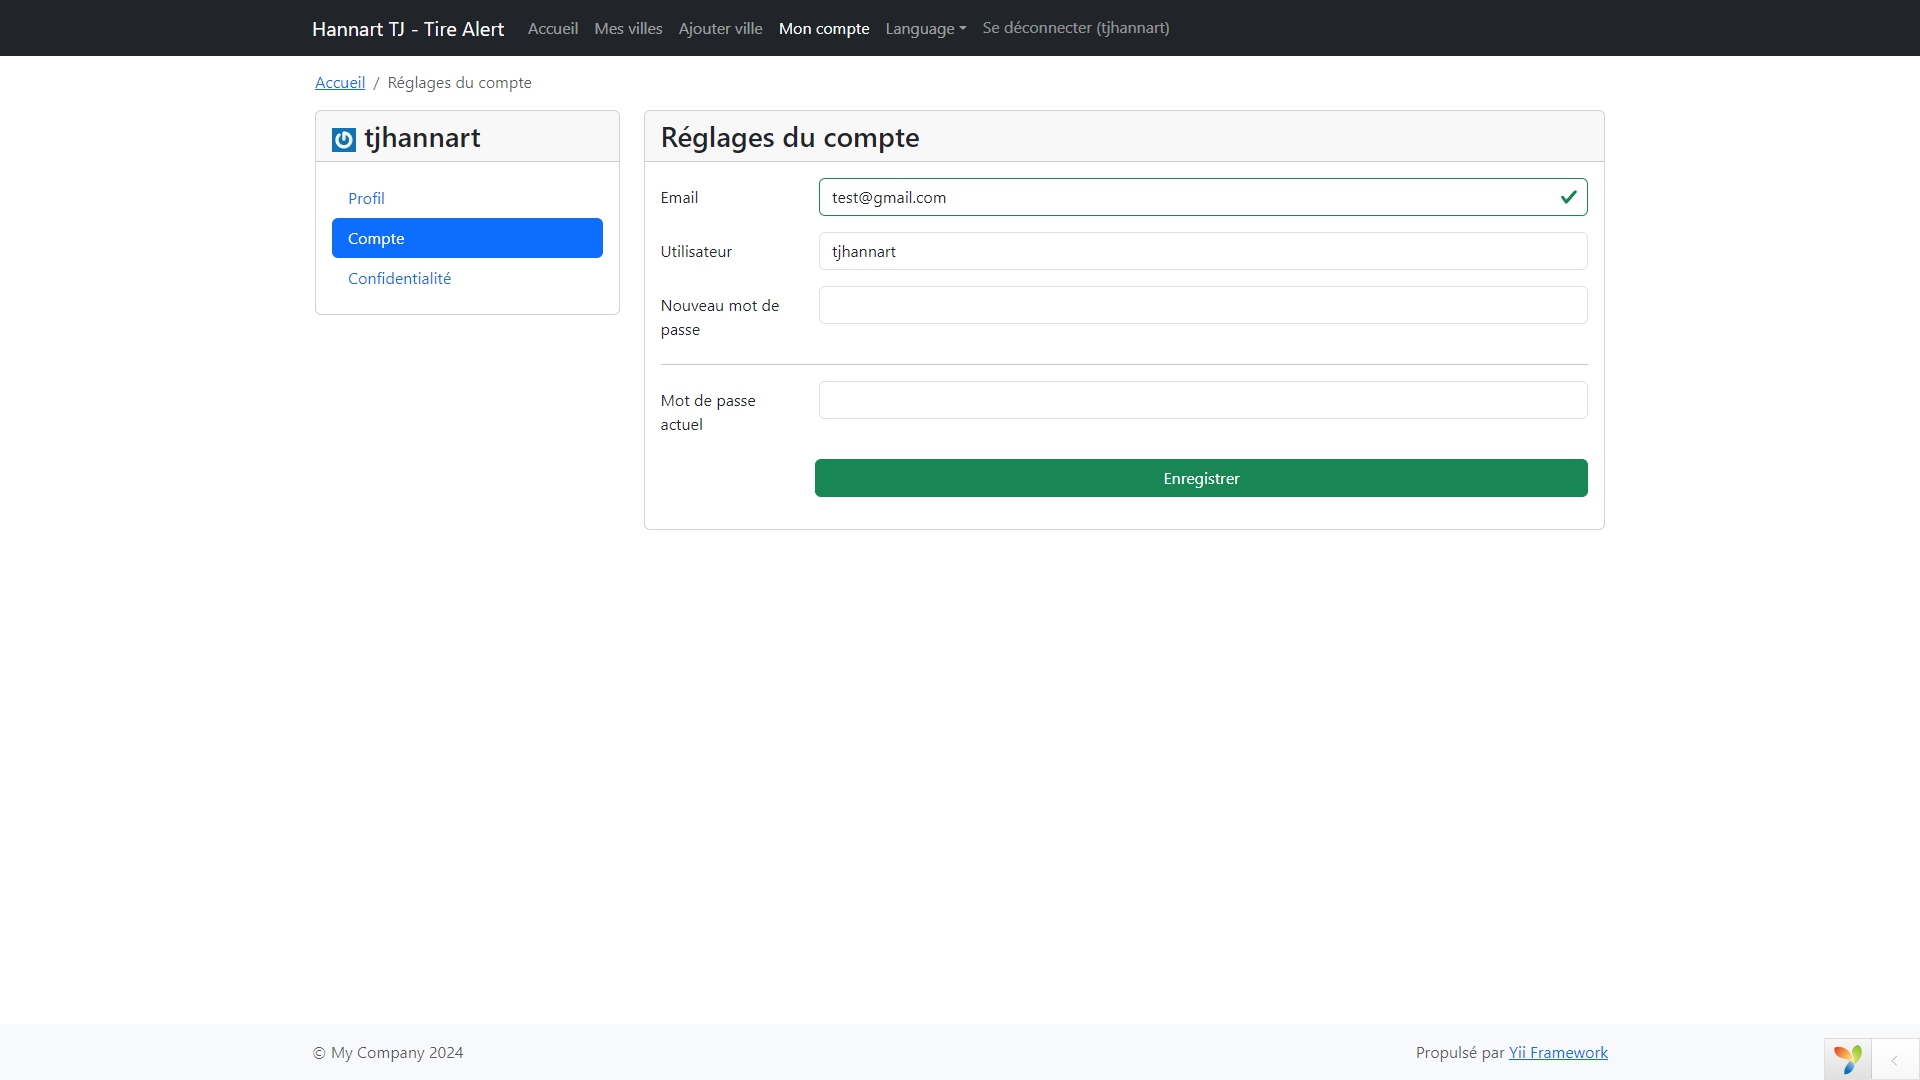 Hannart TJ - Tire Alert Accueil Mes villes Ajouter ville Mon compte Language Se déconnecter (tjhannart)
Accueil / Réglages du compte
tjhannart
Profil
Compte
Confidentialité
Réglages du compte
Email test@gmail.com
Utilisateur tjhannart
Nouveau mot de
passe
Mot de passe
actuel
Enregistrer
© My Company 2024
Propulsé par Yii Framework